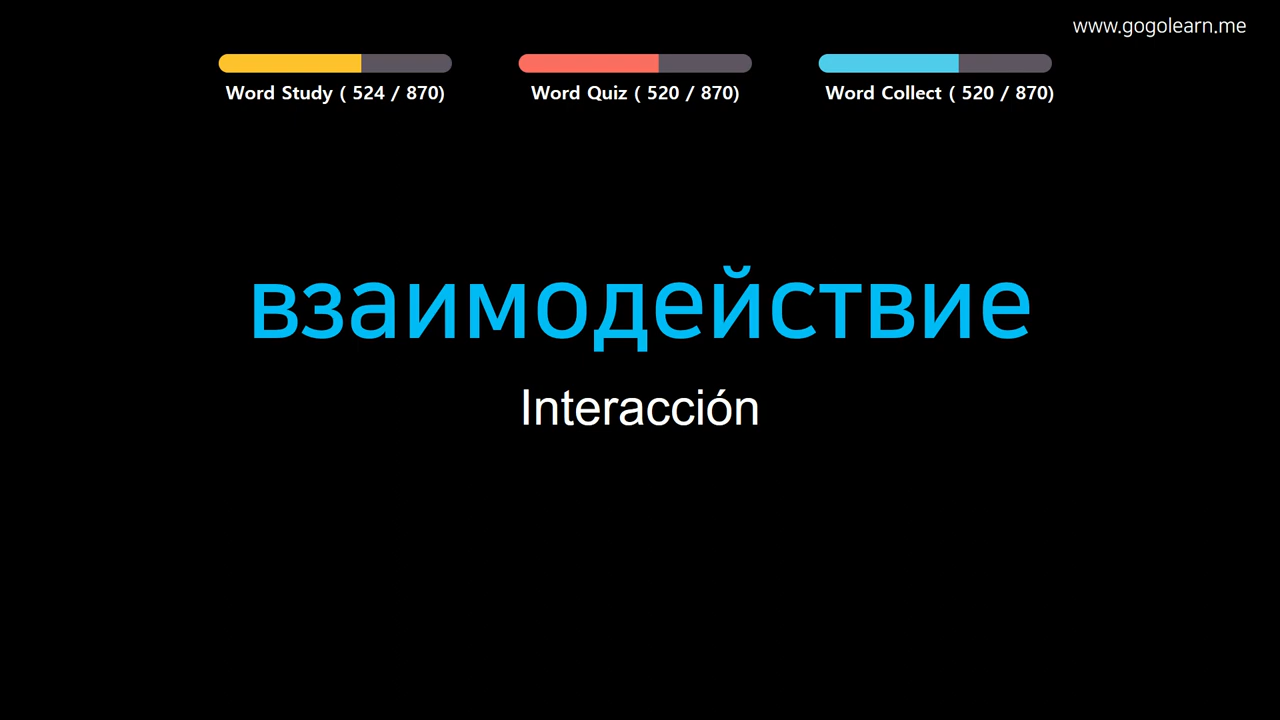 www.gogolearn.me
Word Study ( 524 / 870)
Word Quiz ( 520 / 870)
Word Collect ( 520 / 870)
взаимодействие
Interacción